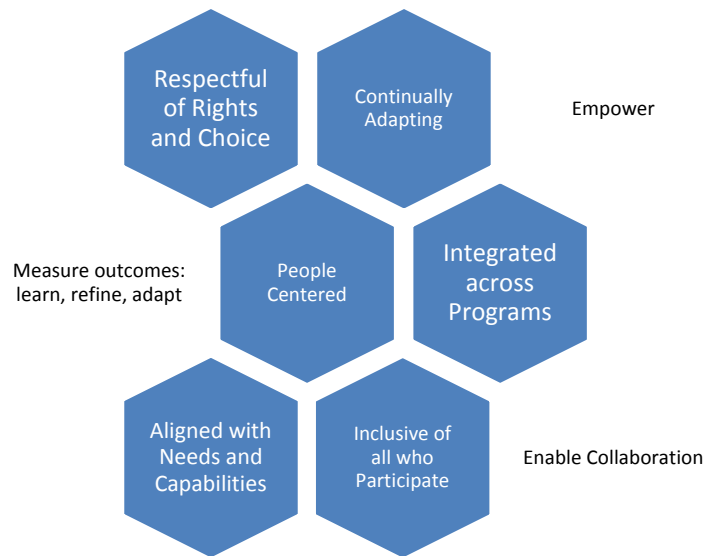 Respectful
of Rights
and Choice
Continually
Adapting
Empower
Measure outcomes:
learn, refine, adapt
People
Centered
Integrated
across
Programs
Aligned with
Needs and
Capabilities
Inclusive of
all who
Participate
Enable Collaboration